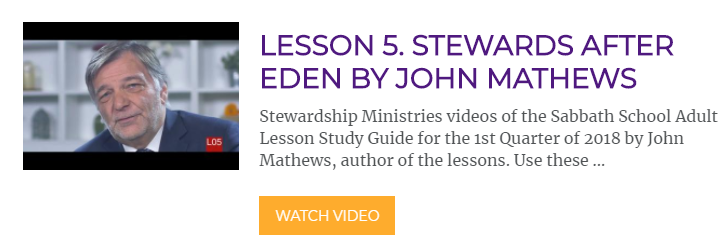 LESSON 5. STEWARDS AFTER
EDEN BY JOHN MATHEWS
Stewardship Ministries videos of the Sabbath School Adult
Lesson Study Guide for the 1st Quarter of 2018 by John
Mathews, author of the lessons. Use these ...
L05
WATCH VIDEO